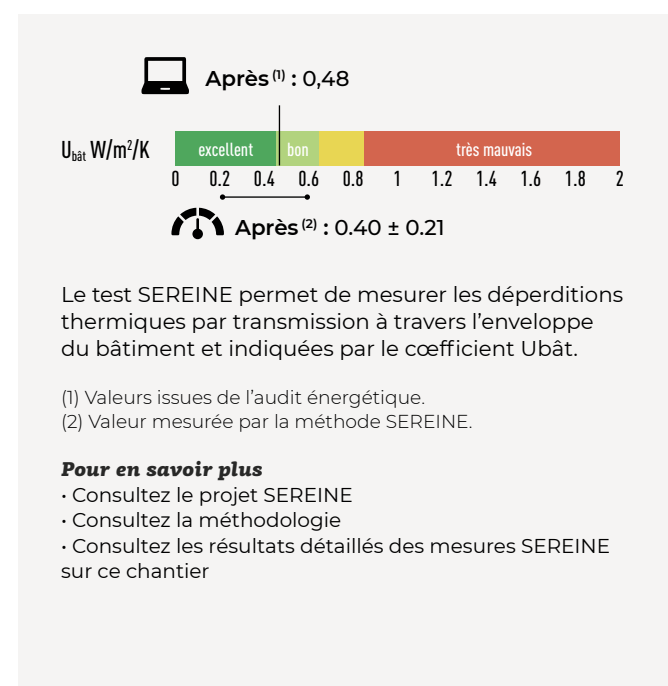 Après (1) : 0,48
Ubât W/m²/K
excellent bon très mauvais
0 0.2 0.4 0.6 0.8 1 1.2 1.4 1.6 1.8 2
Après (2) : 0.40 ± 0.21
Le test SEREINE permet de mesurer les déperditions
thermiques par transmission à travers l’enveloppe
du bâtiment et indiquées par le cœfficient Ubât.
(1) Valeurs issues de l’audit énergétique.
(2) Valeur mesurée par la méthode SEREINE.
Pour en savoir plus
• Consultez le projet SEREINE
• Consultez la méthodologie
• Consultez les résultats détaillés des mesures SEREINE
sur ce chantier